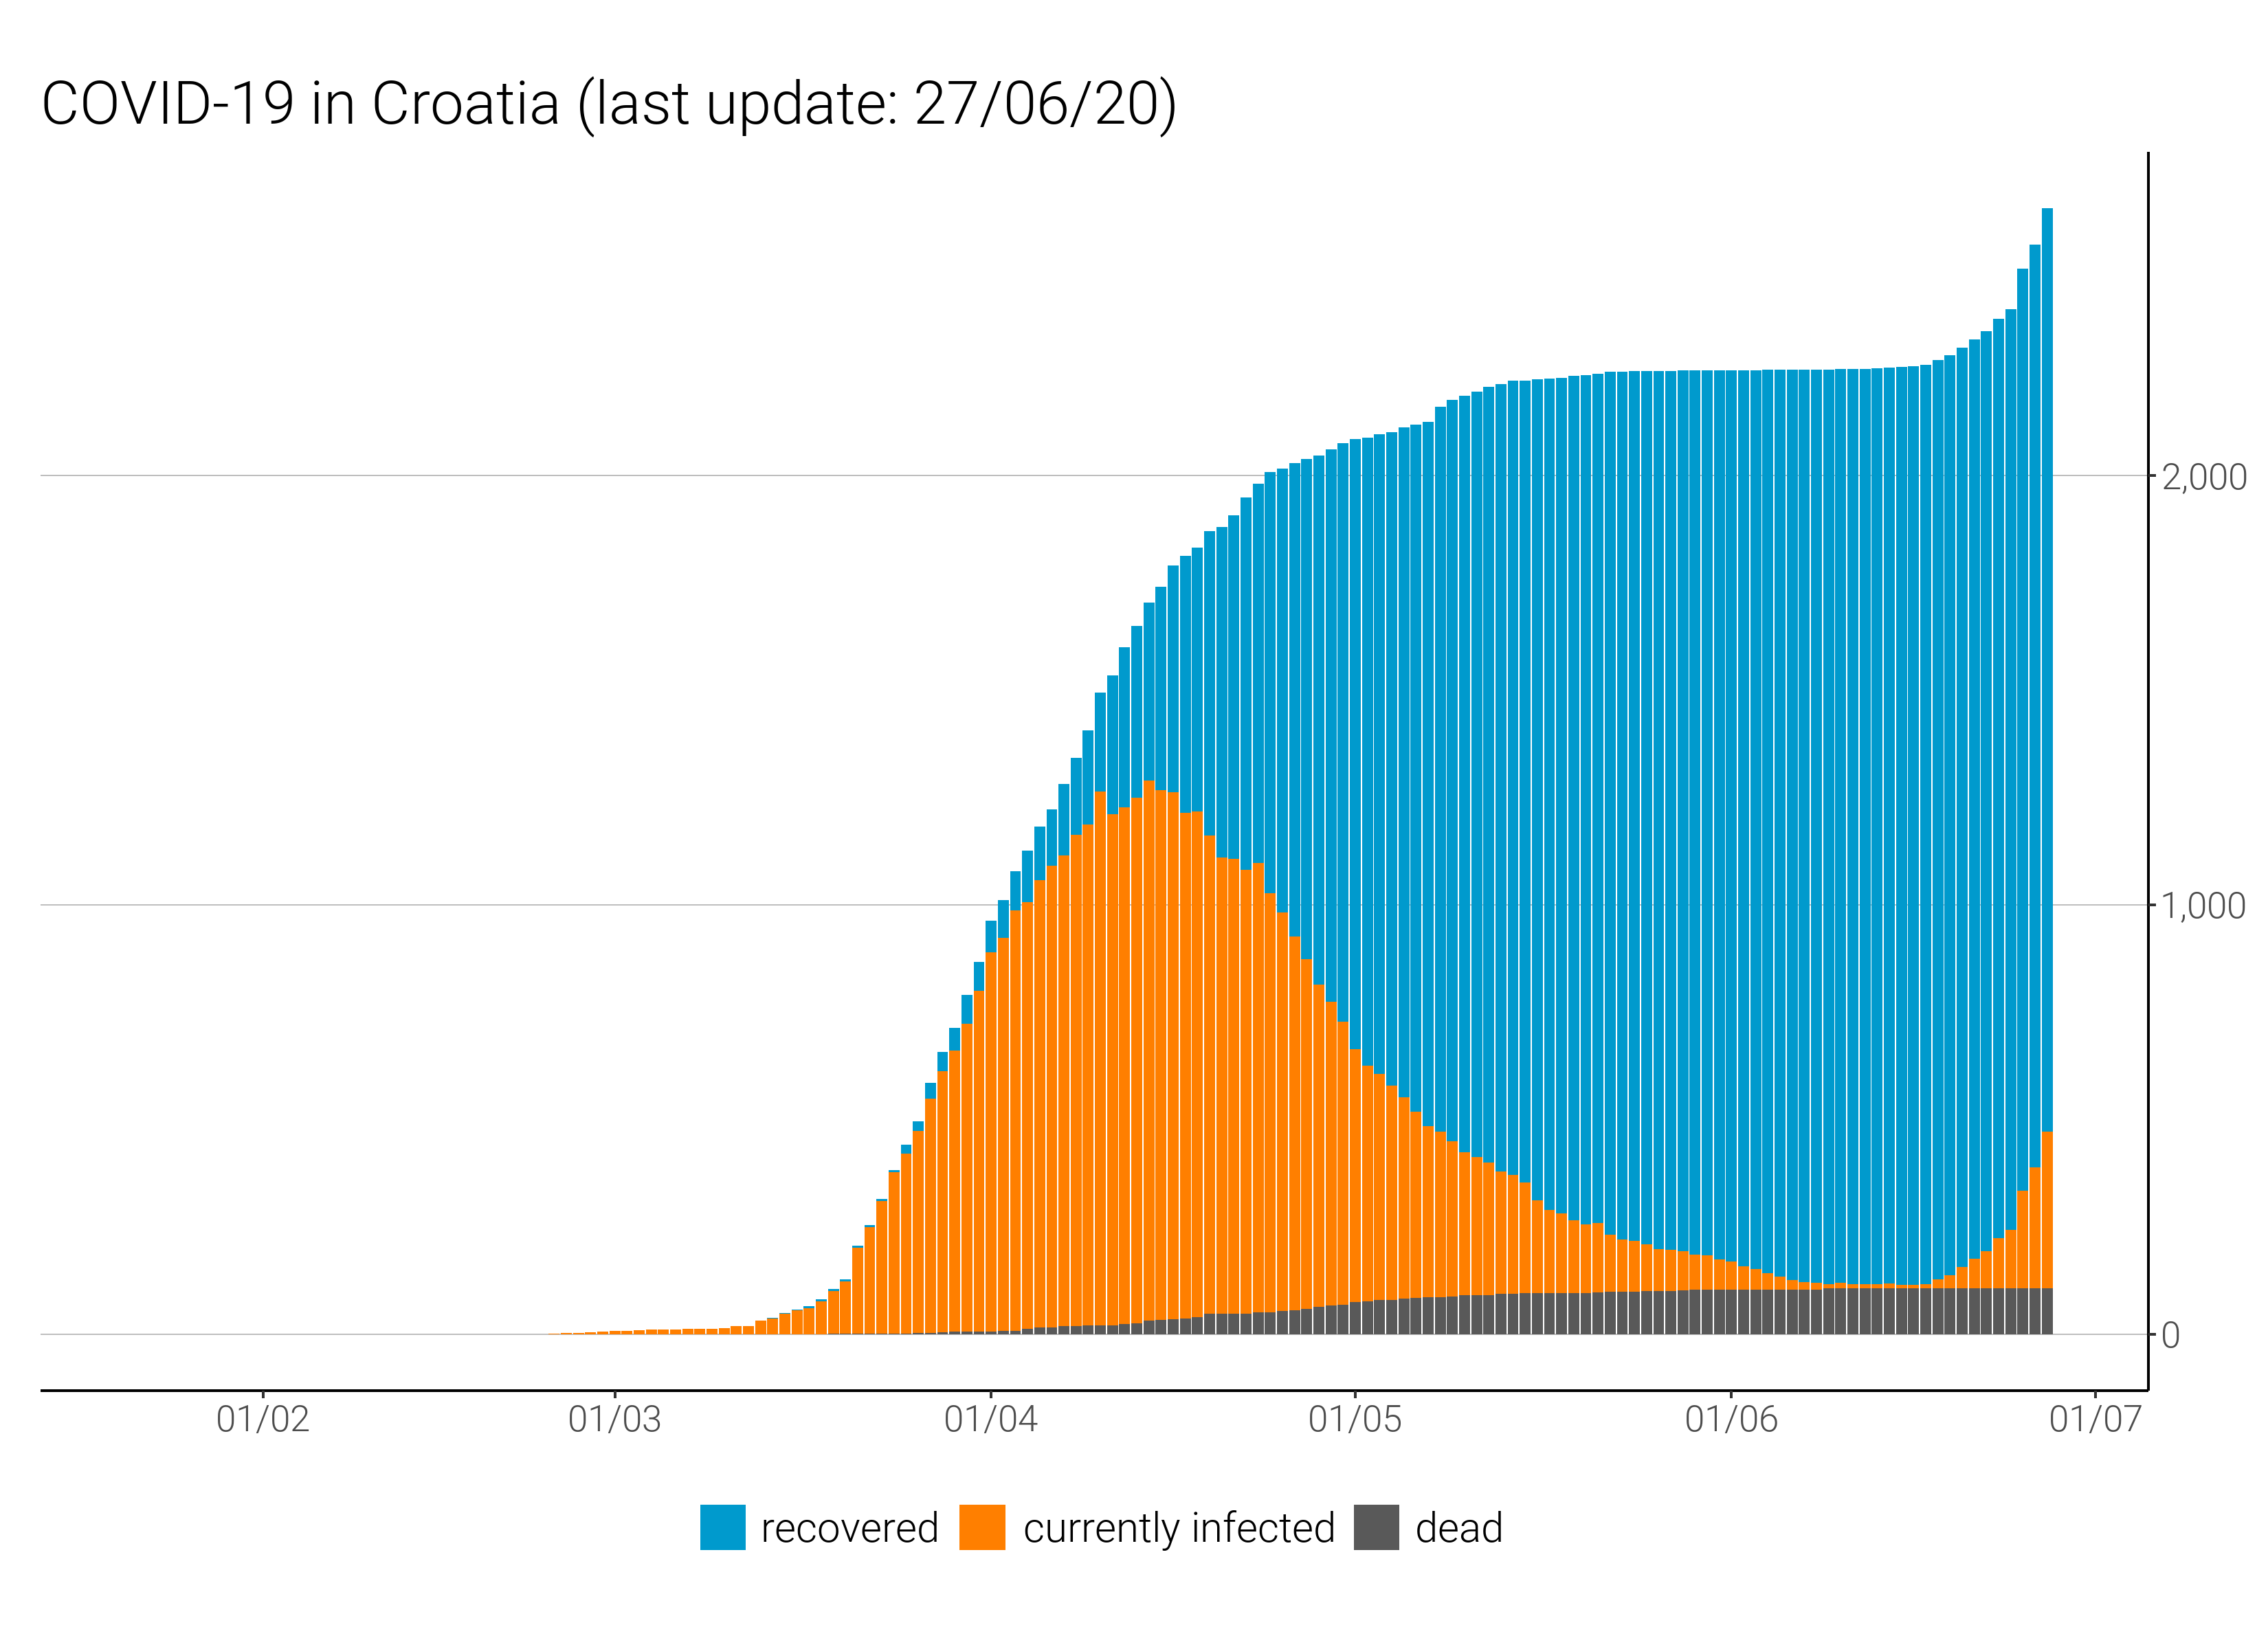 COVID-19 in Croatia (last update: 27/06/20)
2,000
1,000
0
01/02 01/03 01/04 01/05 01/06 01/07
recovered currently infected dead